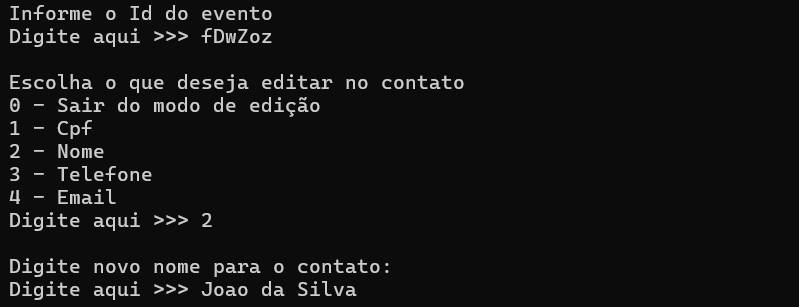 Informe o Id do evento
Digite aqui >>> fDwZoz
Escolha o que deseja editar no contato
0 - Sair do modo de edição
1 - Cpf
2 - Nome
3 - Telefone
4 - Email
Digite aqui >>> 2
Digite novo nome para o contato:
Digite aqui >>> Joao da Silva